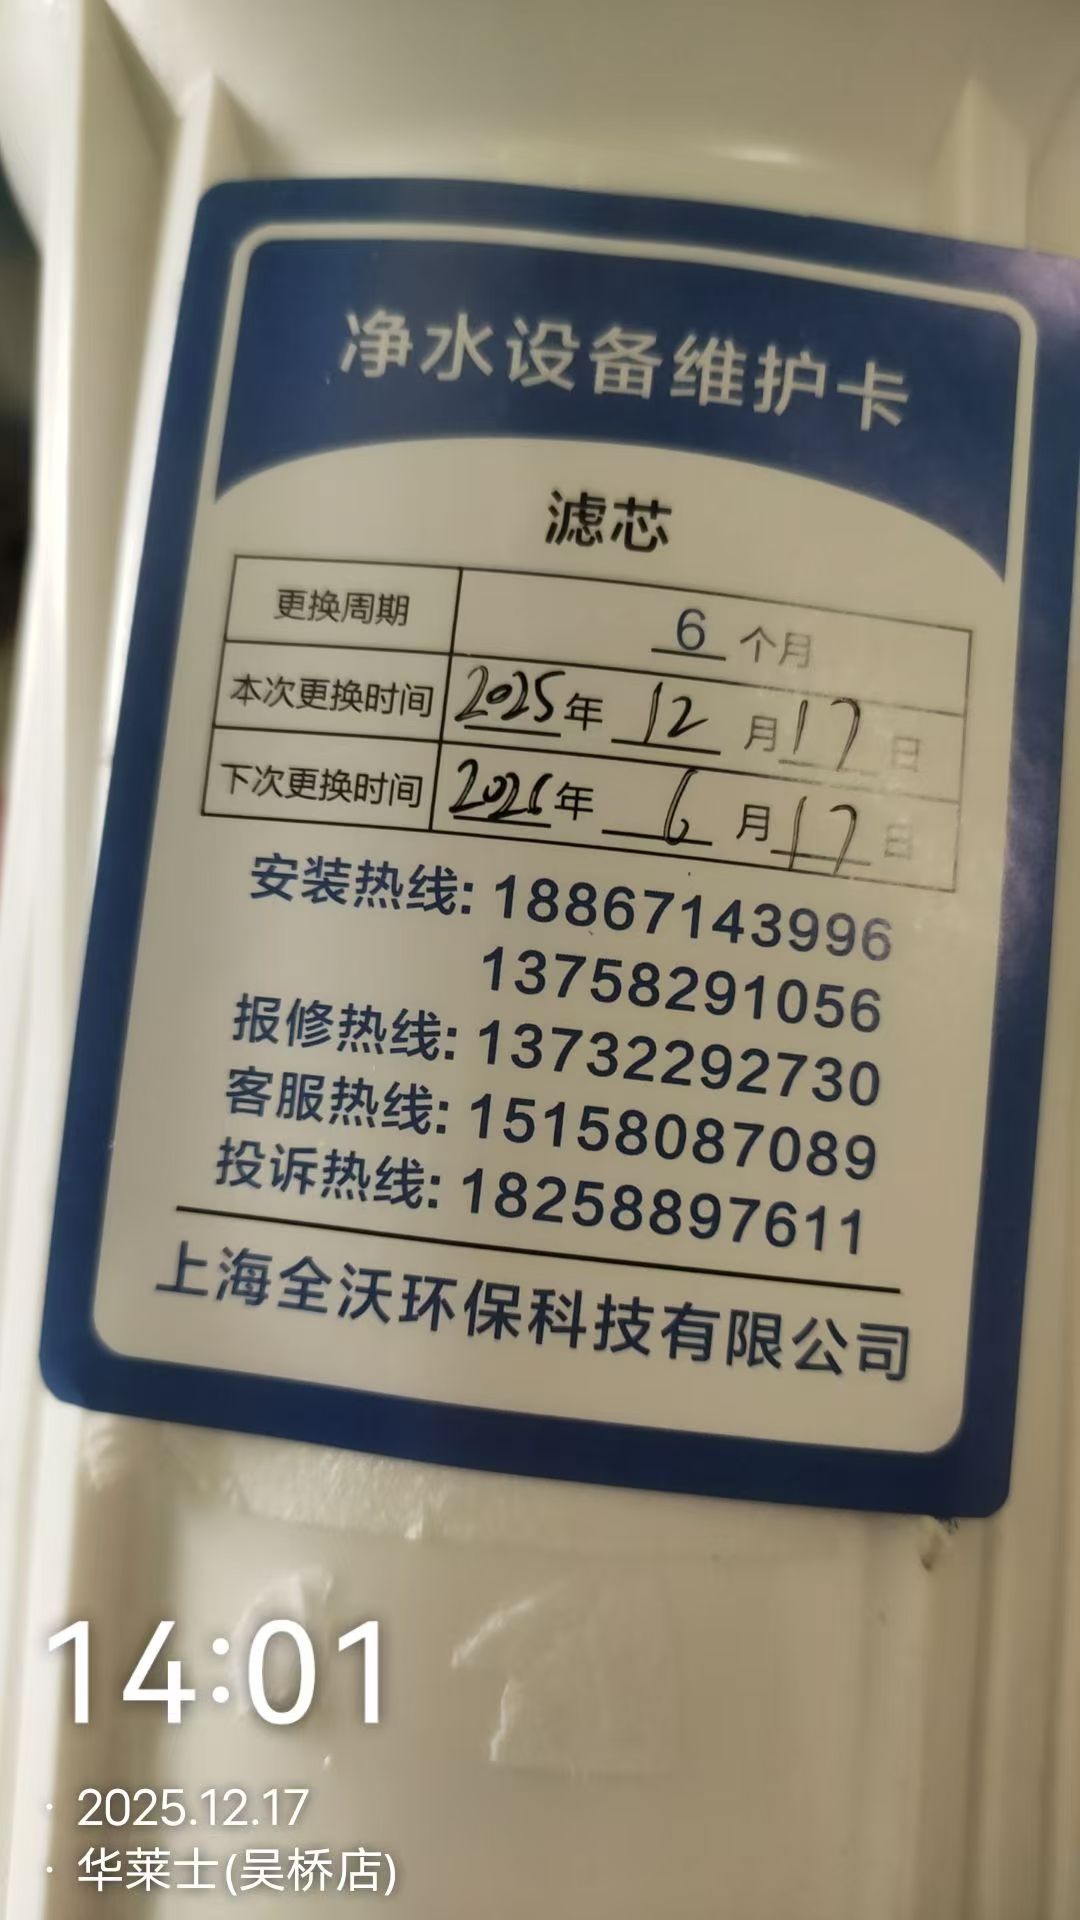 净水设备维护卡
滤芯
更换周期 6 个月
本次更换时间 2025年 12 月 17 日
下次更换时间 2026年 6 月 17 日
安装热线: 18867143996
13758291056
报修热线: 13732292730
客服热线: 15158087089
投诉热线: 18258897611
上海全沃环保科技有限公司
14:01
· 2025.12.17
· 华莱士(吴桥店)